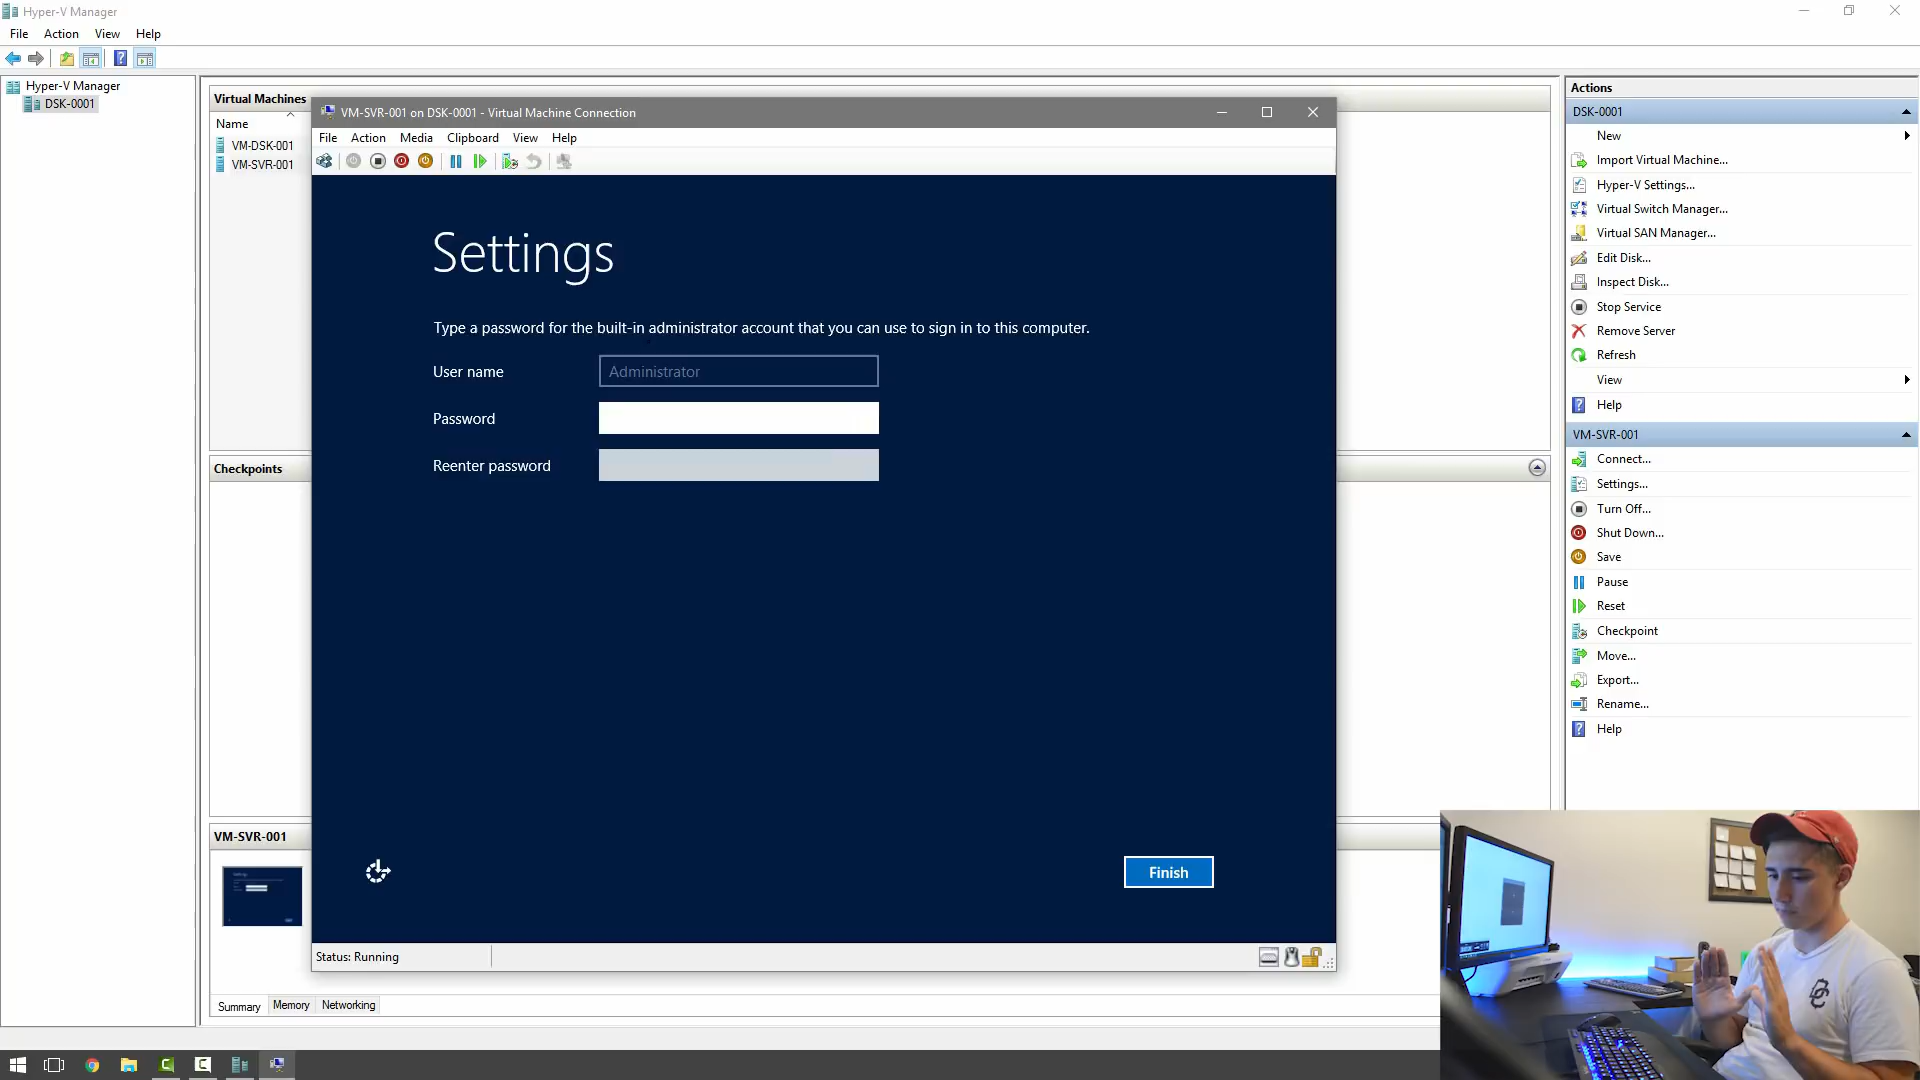 Hyper-V Manager
File Action View Help
Hyper-V Manager
DSK-0001
Virtual Machines
Name
VM-DSK-001
VM-SVR-001
Checkpoints
VM-SVR-001
Summary Memory Networking
VM-SVR-001 on DSK-0001 - Virtual Machine Connection
File Action Media Clipboard View Help
Settings
Type a password for the built-in administrator account that you can use to sign in to this computer.
User name Administrator
Password
Reenter password
Finish
Status: Running
Actions
DSK-0001
New
Import Virtual Machine...
Hyper-V Settings...
Virtual Switch Manager...
Virtual SAN Manager...
Edit Disk...
Inspect Disk...
Stop Service
Remove Server
Refresh
View
Help
VM-SVR-001
Connect...
Settings...
Turn Off...
Shut Down...
Save
Pause
Reset
Checkpoint
Move...
Export...
Rename...
Help